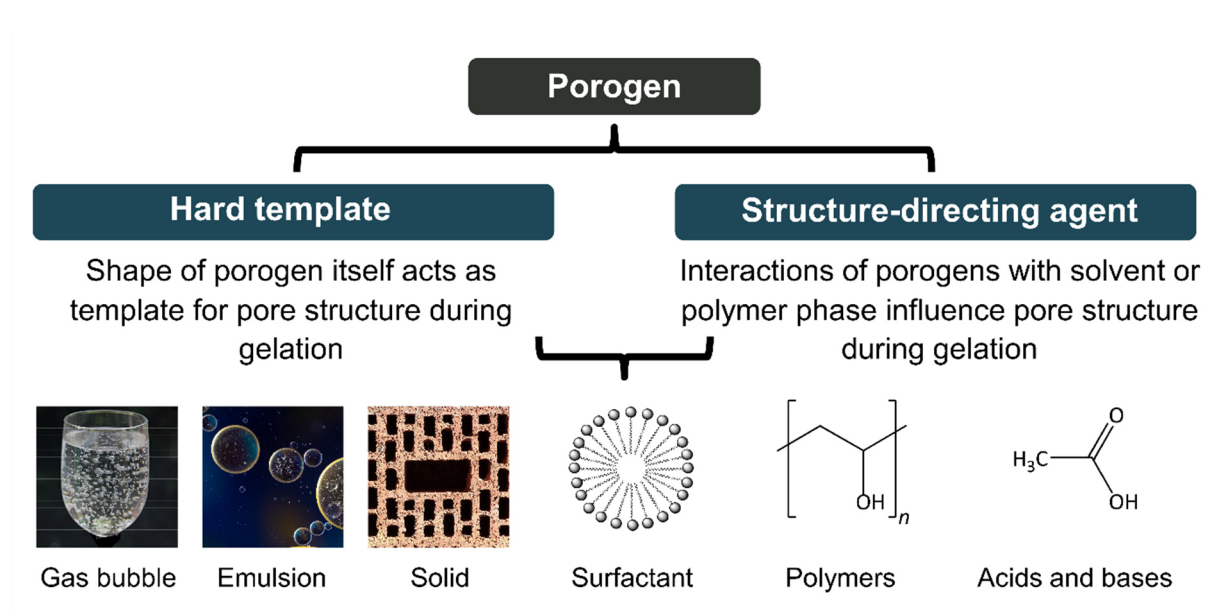 Porogen
Hard template
Structure-directing agent
Shape of porogen itself acts as
template for pore structure during
gelation
Interactions of porogens with solvent or
polymer phase influence pore structure
during gelation
OH
n
O
H₃C
OH
Gas bubble
Emulsion
Solid
Surfactant
Polymers
Acids and bases